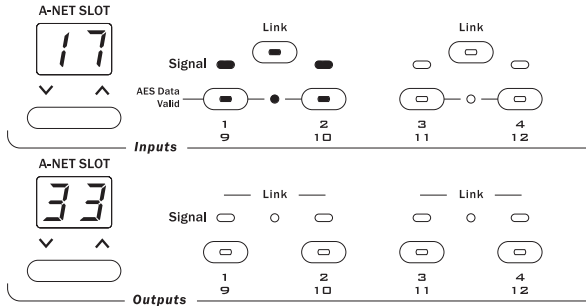 A-NET SLOT
17
Link
Link
Signal
AES Data
Valid
1 2 3 4
9 10 11 12
Inputs
A-NET SLOT
33
Link
Link
Signal
1 2 3 4
9 10 11 12
Outputs